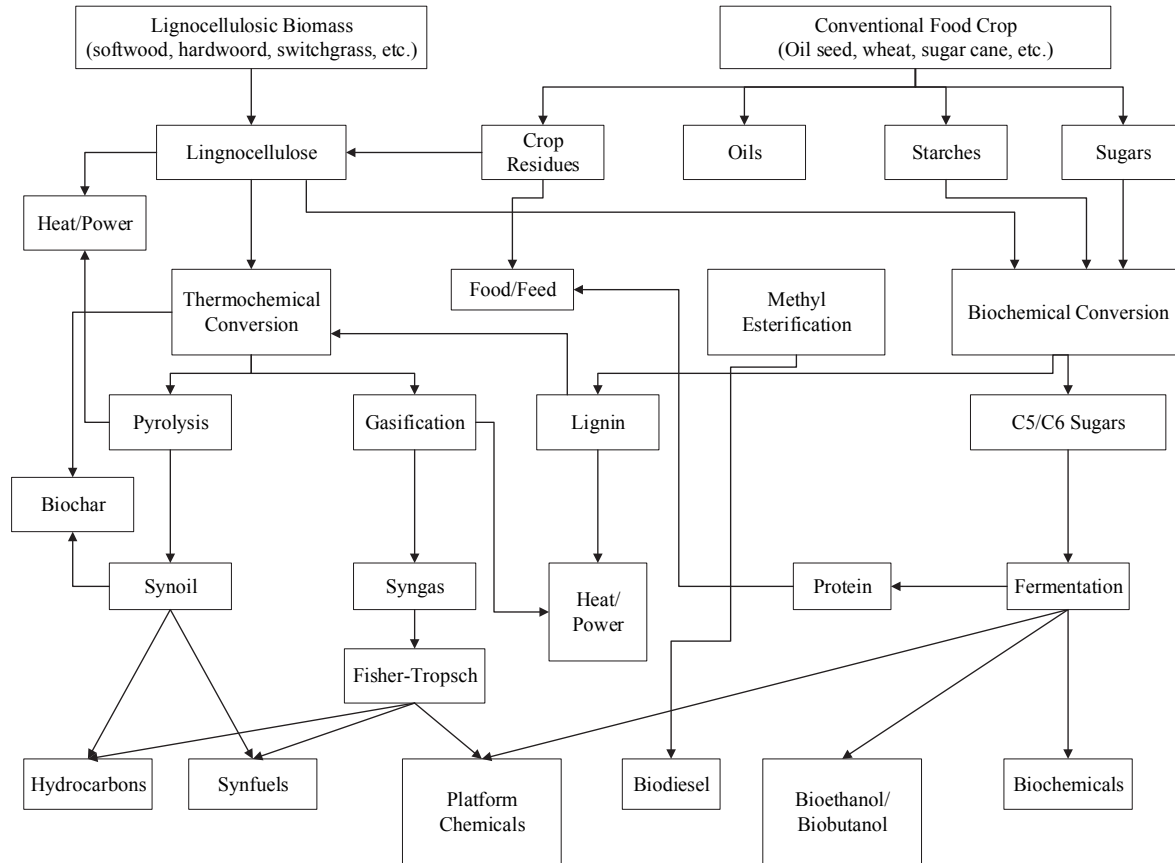 Lignocellulosic Biomass
(softwood, hardwoord, switchgrass, etc.)
Conventional Food Crop
(Oil seed, wheat, sugar cane, etc.)
Lingnocellulose
Crop
Residues
Oils
Starches
Sugars
Heat/Power
Thermochemical
Conversion
Food/Feed
Methyl
Esterification
Biochemical Conversion
Pyrolysis
Gasification
Lignin
C5/C6 Sugars
Biochar
Synoil
Syngas
Heat/
Power
Protein
Fermentation
Fisher-Tropsch
Hydrocarbons
Synfuels
Platform
Chemicals
Biodiesel
Bioethanol/
Biobutanol
Biochemicals